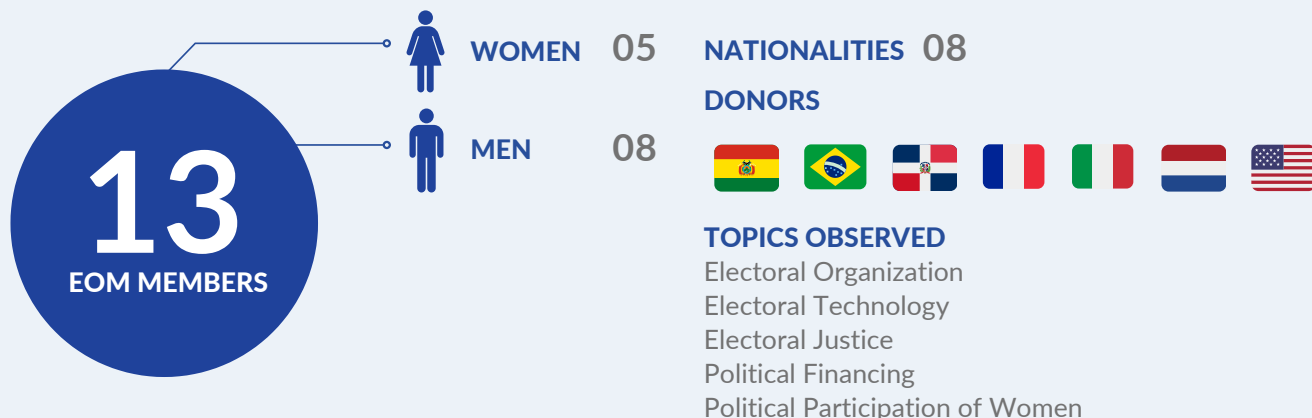 13
EOM MEMBERS
WOMEN 05
MEN 08
NATIONALITIES 08
DONORS
TOPICS OBSERVED
Electoral Organization
Electoral Technology
Electoral Justice
Political Financing
Political Participation of Women